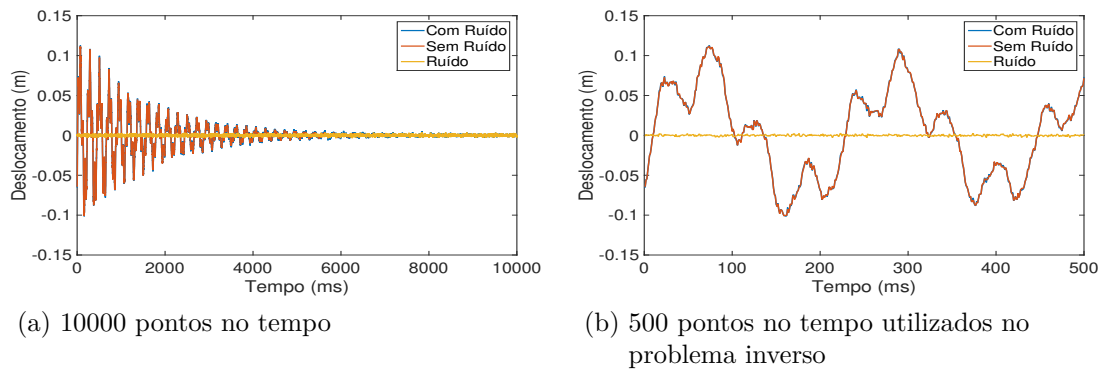 0.15
0.1
0.05
0
-0.05
-0.1
-0.15
Deslocamento (m)
0 2000 4000 6000 8000 10000
Tempo (ms)
Com Ruído
Sem Ruído
Ruído
(a) 10000 pontos no tempo
0.15
0.1
0.05
0
-0.05
-0.1
-0.15
Deslocamento (m)
0 100 200 300 400 500
Tempo (ms)
Com Ruído
Sem Ruído
Ruído
(b) 500 pontos no tempo utilizados no
problema inverso